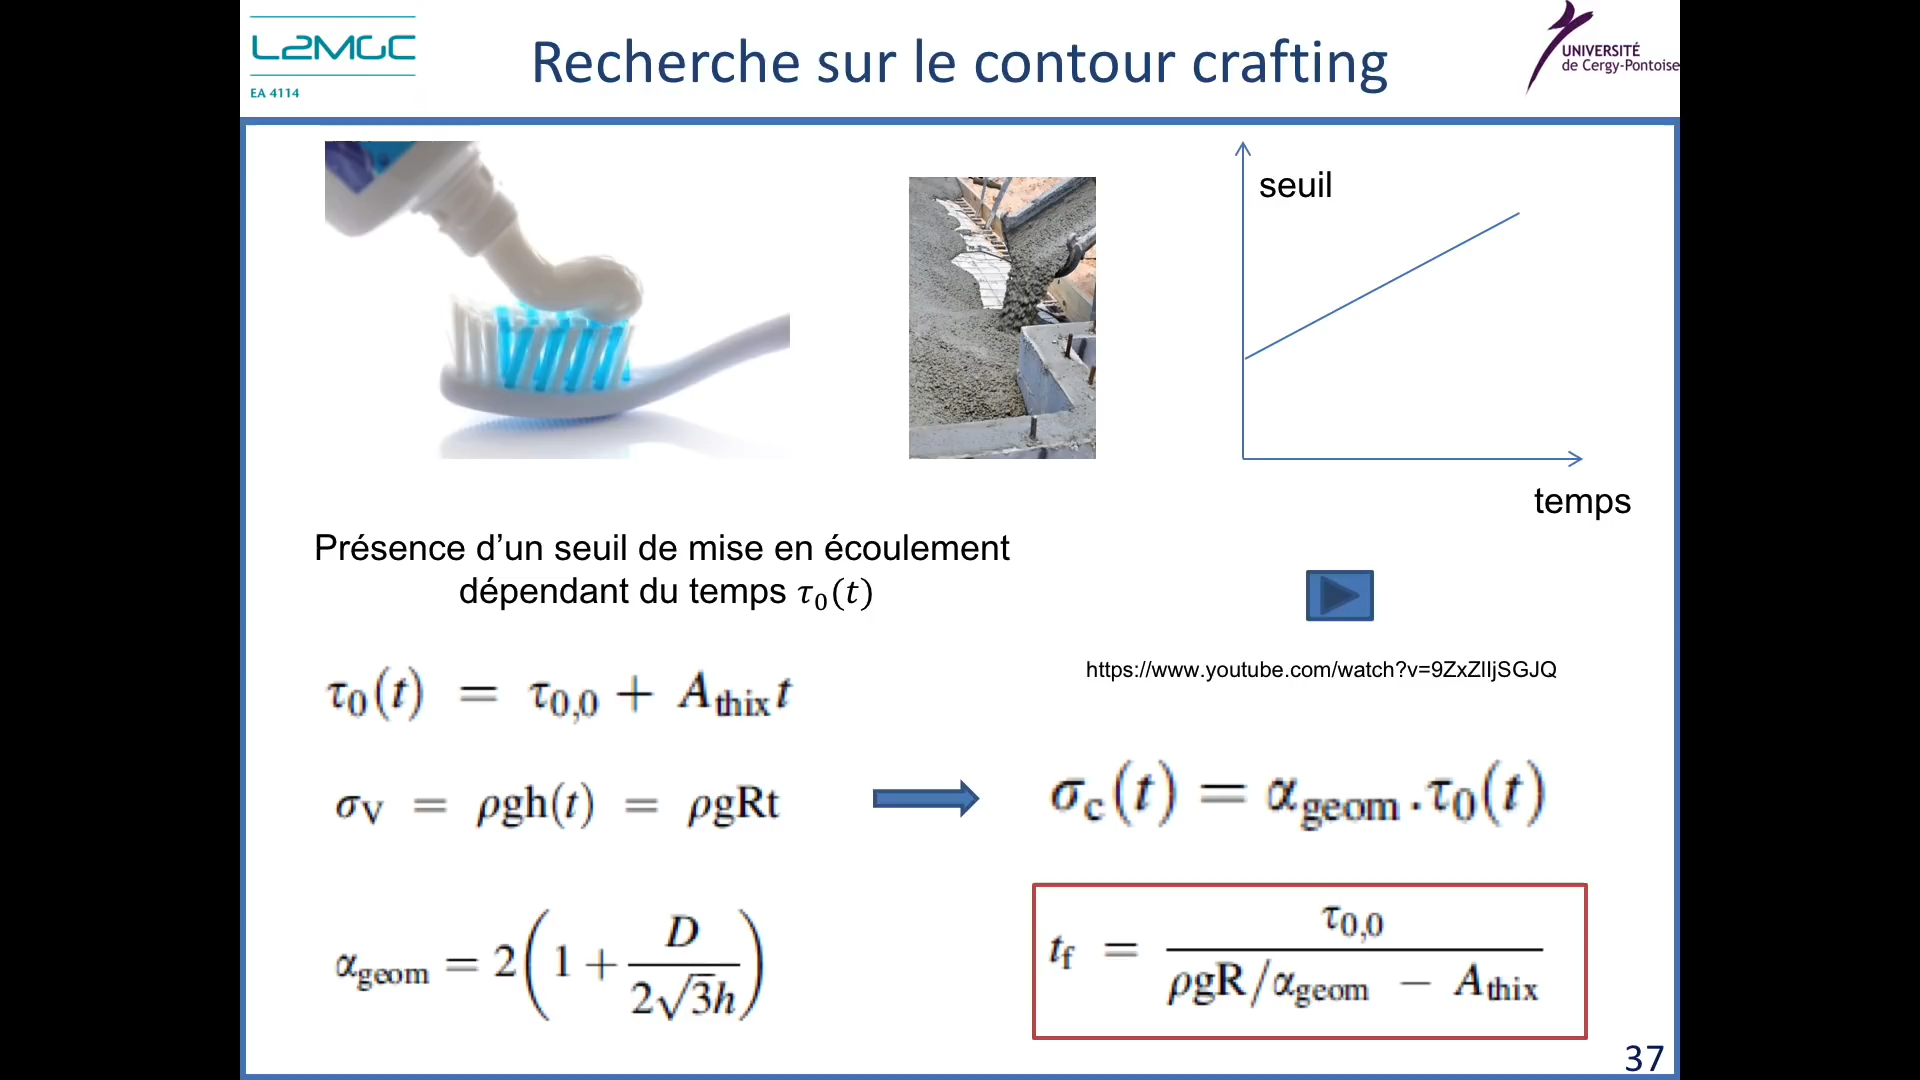 L2MGC
EA 4114
Recherche sur le contour crafting
UNIVERSITÉ
de Cergy-Pontoise
seuil
temps
Présence d’un seuil de mise en écoulement
dépendant du temps τ₀(t)
https://www.youtube.com/watch?v=9ZxZlIjSGJQ
τ₀(t) = τ₀,₀ + A_thix t
σ_V = ρgh(t) = ρgRt
σ_c(t) = α_geom.τ₀(t)
α_geom = 2(1 + D/(2√3h))
t_f = τ₀,₀/(ρgR/α_geom − A_thix)
37